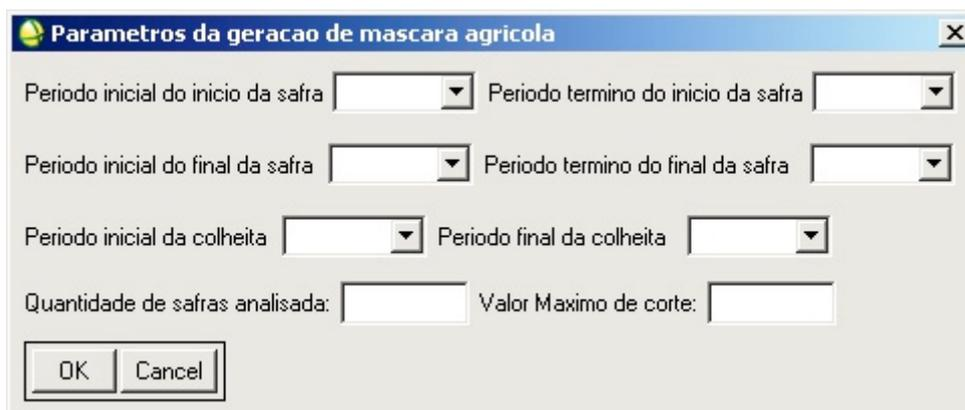 Parametros da geracao de mascara agricola
Periodo inicial do inicio da safra Periodo termino do inicio da safra
Periodo inicial do final da safra Periodo termino do final da safra
Periodo inicial da colheita Periodo final da colheita
Quantidade de safras analisada: Valor Maximo de corte:
OK Cancel